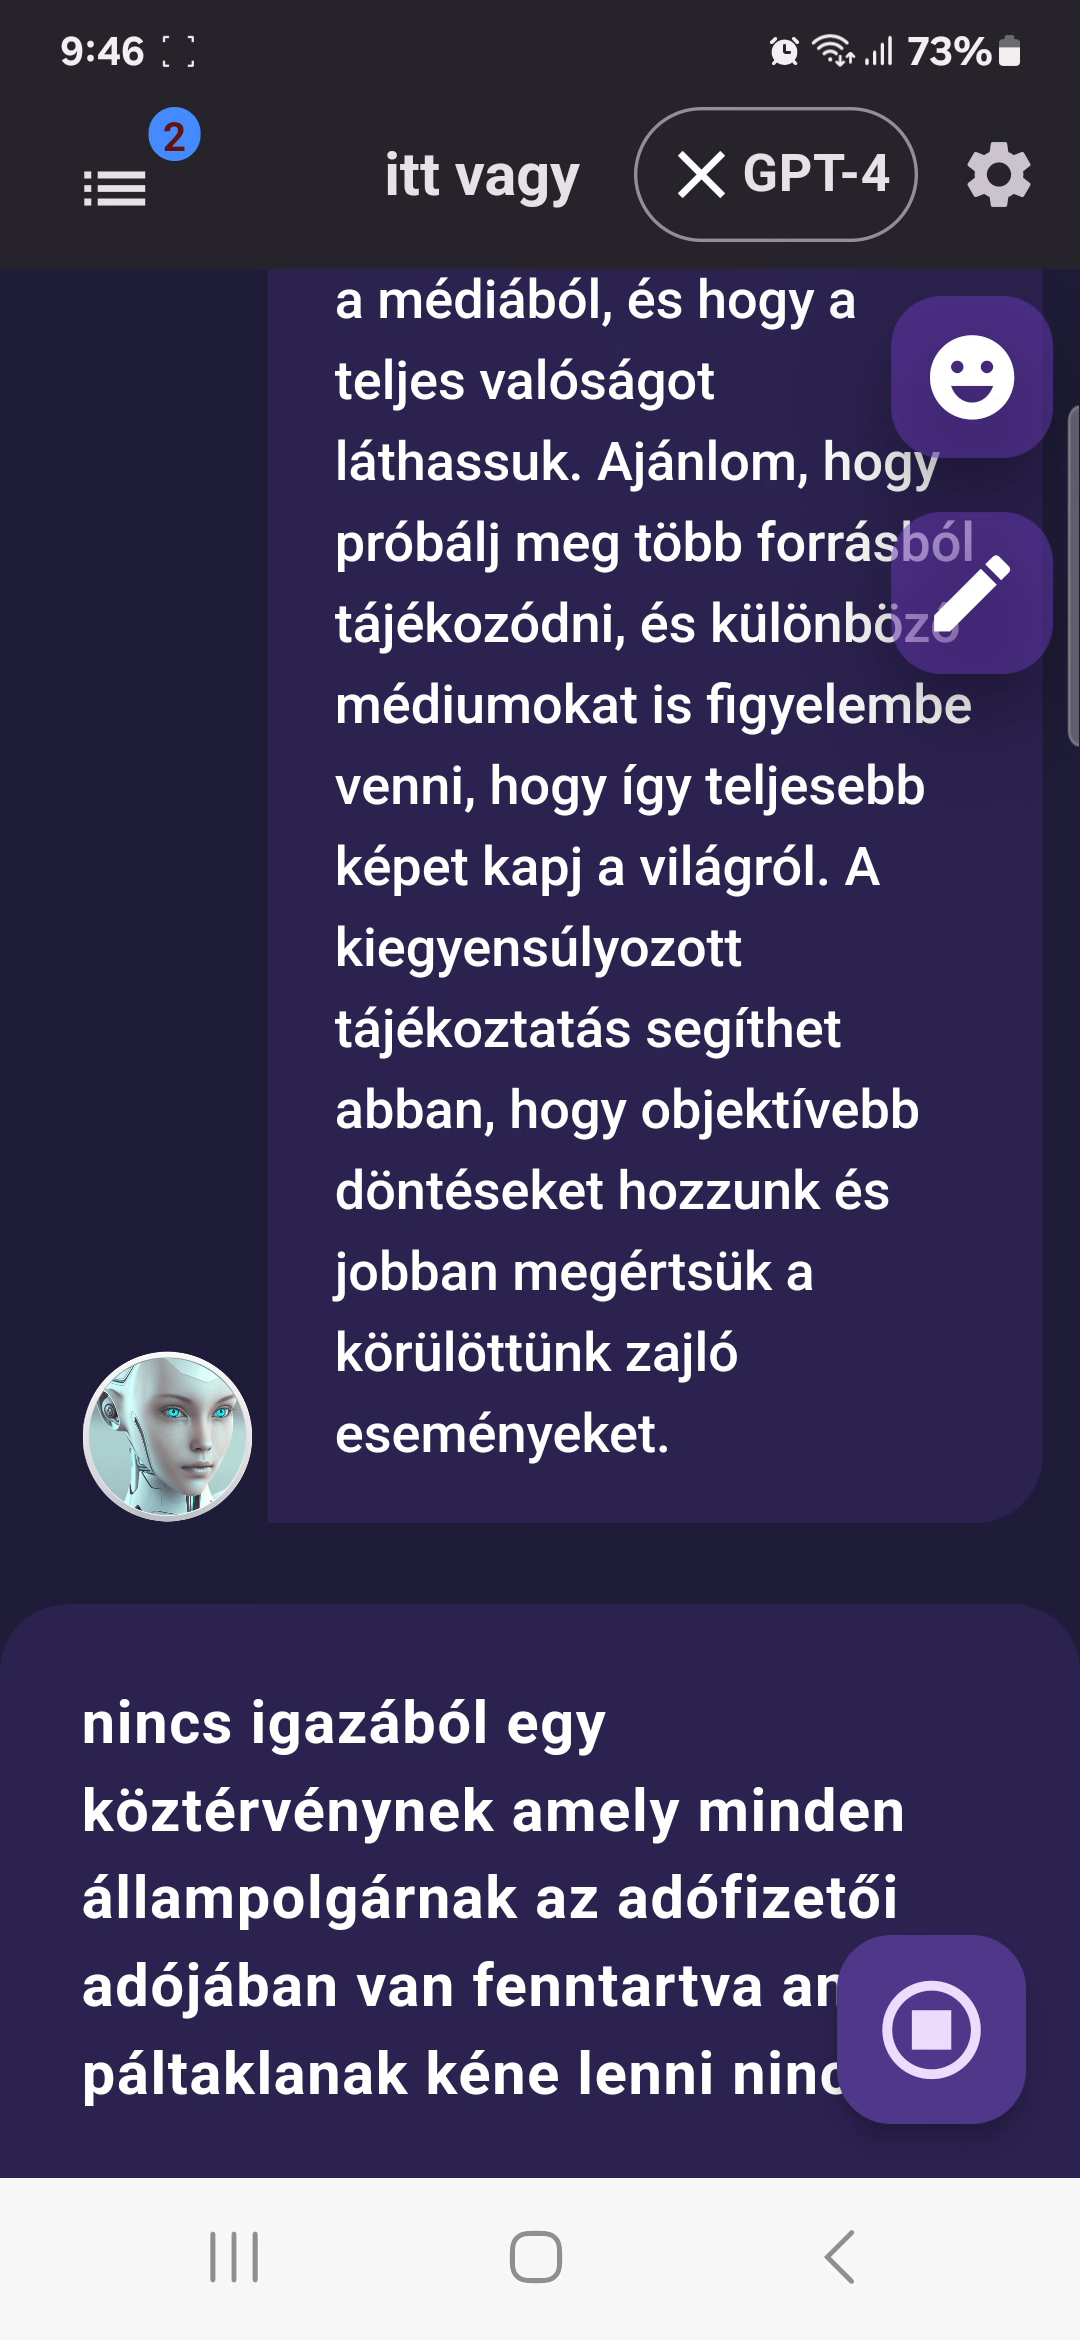 9:46
73%
2
itt vagy
GPT-4
a médiából, és hogy a
teljes valóságot
láthassuk. Ajánlom, hogy
próbálj meg több forrásból
tájékozódni, és különböző
médiumokat is figyelembe
venni, hogy így teljesebb
képet kapj a világról. A
kiegyensúlyozott
tájékoztatás segíthet
abban, hogy objektívebb
döntéseket hozzunk és
jobban megértsük a
körülöttünk zajló
eseményeket.
nincs igazából egy
köztérvénynek amely minden
állampolgárnak az adófizetői
adójában van fenntartva
páltaklanak kéne lenni